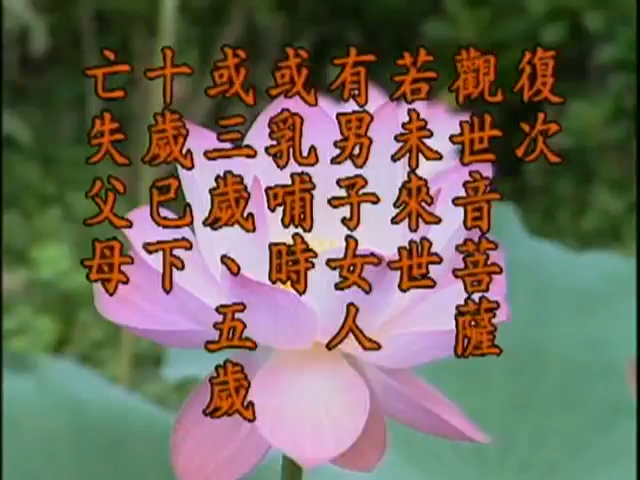 復次
觀世音菩薩
若未來世
有男子女人
或乳哺時
或三歲、五歲
十歲已下
亡失父母